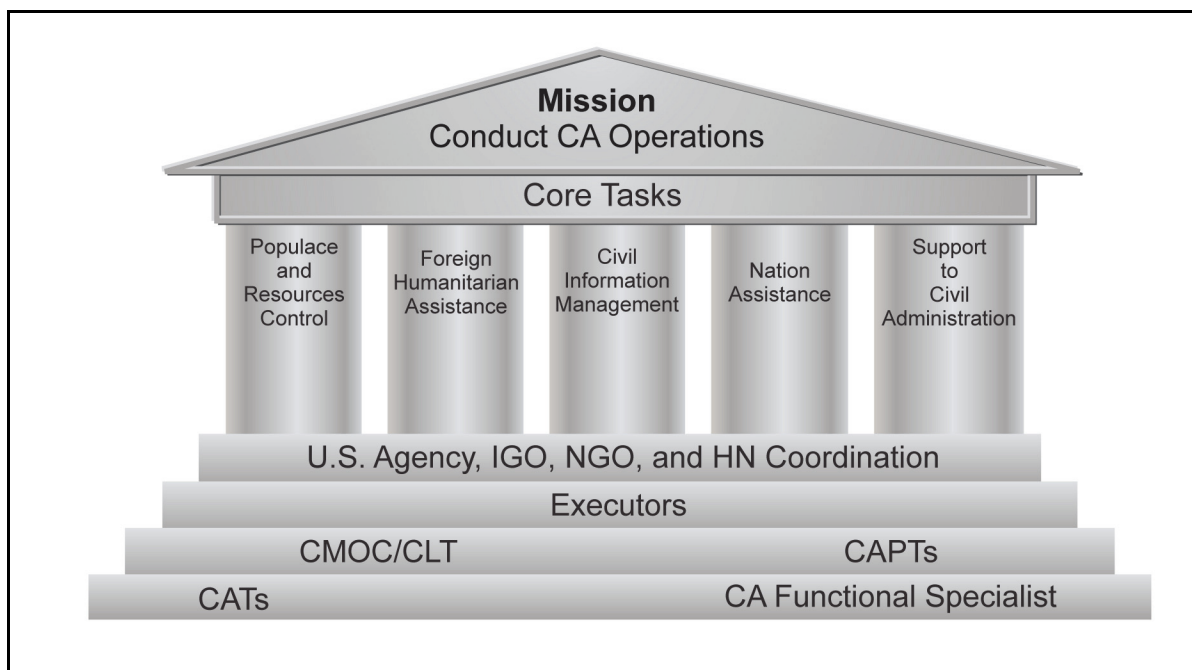 Mission
Conduct CA Operations
Core Tasks
Populace
and
Resources
Control
Foreign
Humanitarian
Assistance
Civil
Information
Management
Nation
Assistance
Support
to
Civil
Administration
U.S. Agency, IGO, NGO, and HN Coordination
Executors
CMOC/CLT CAPTs
CATs CA Functional Specialist